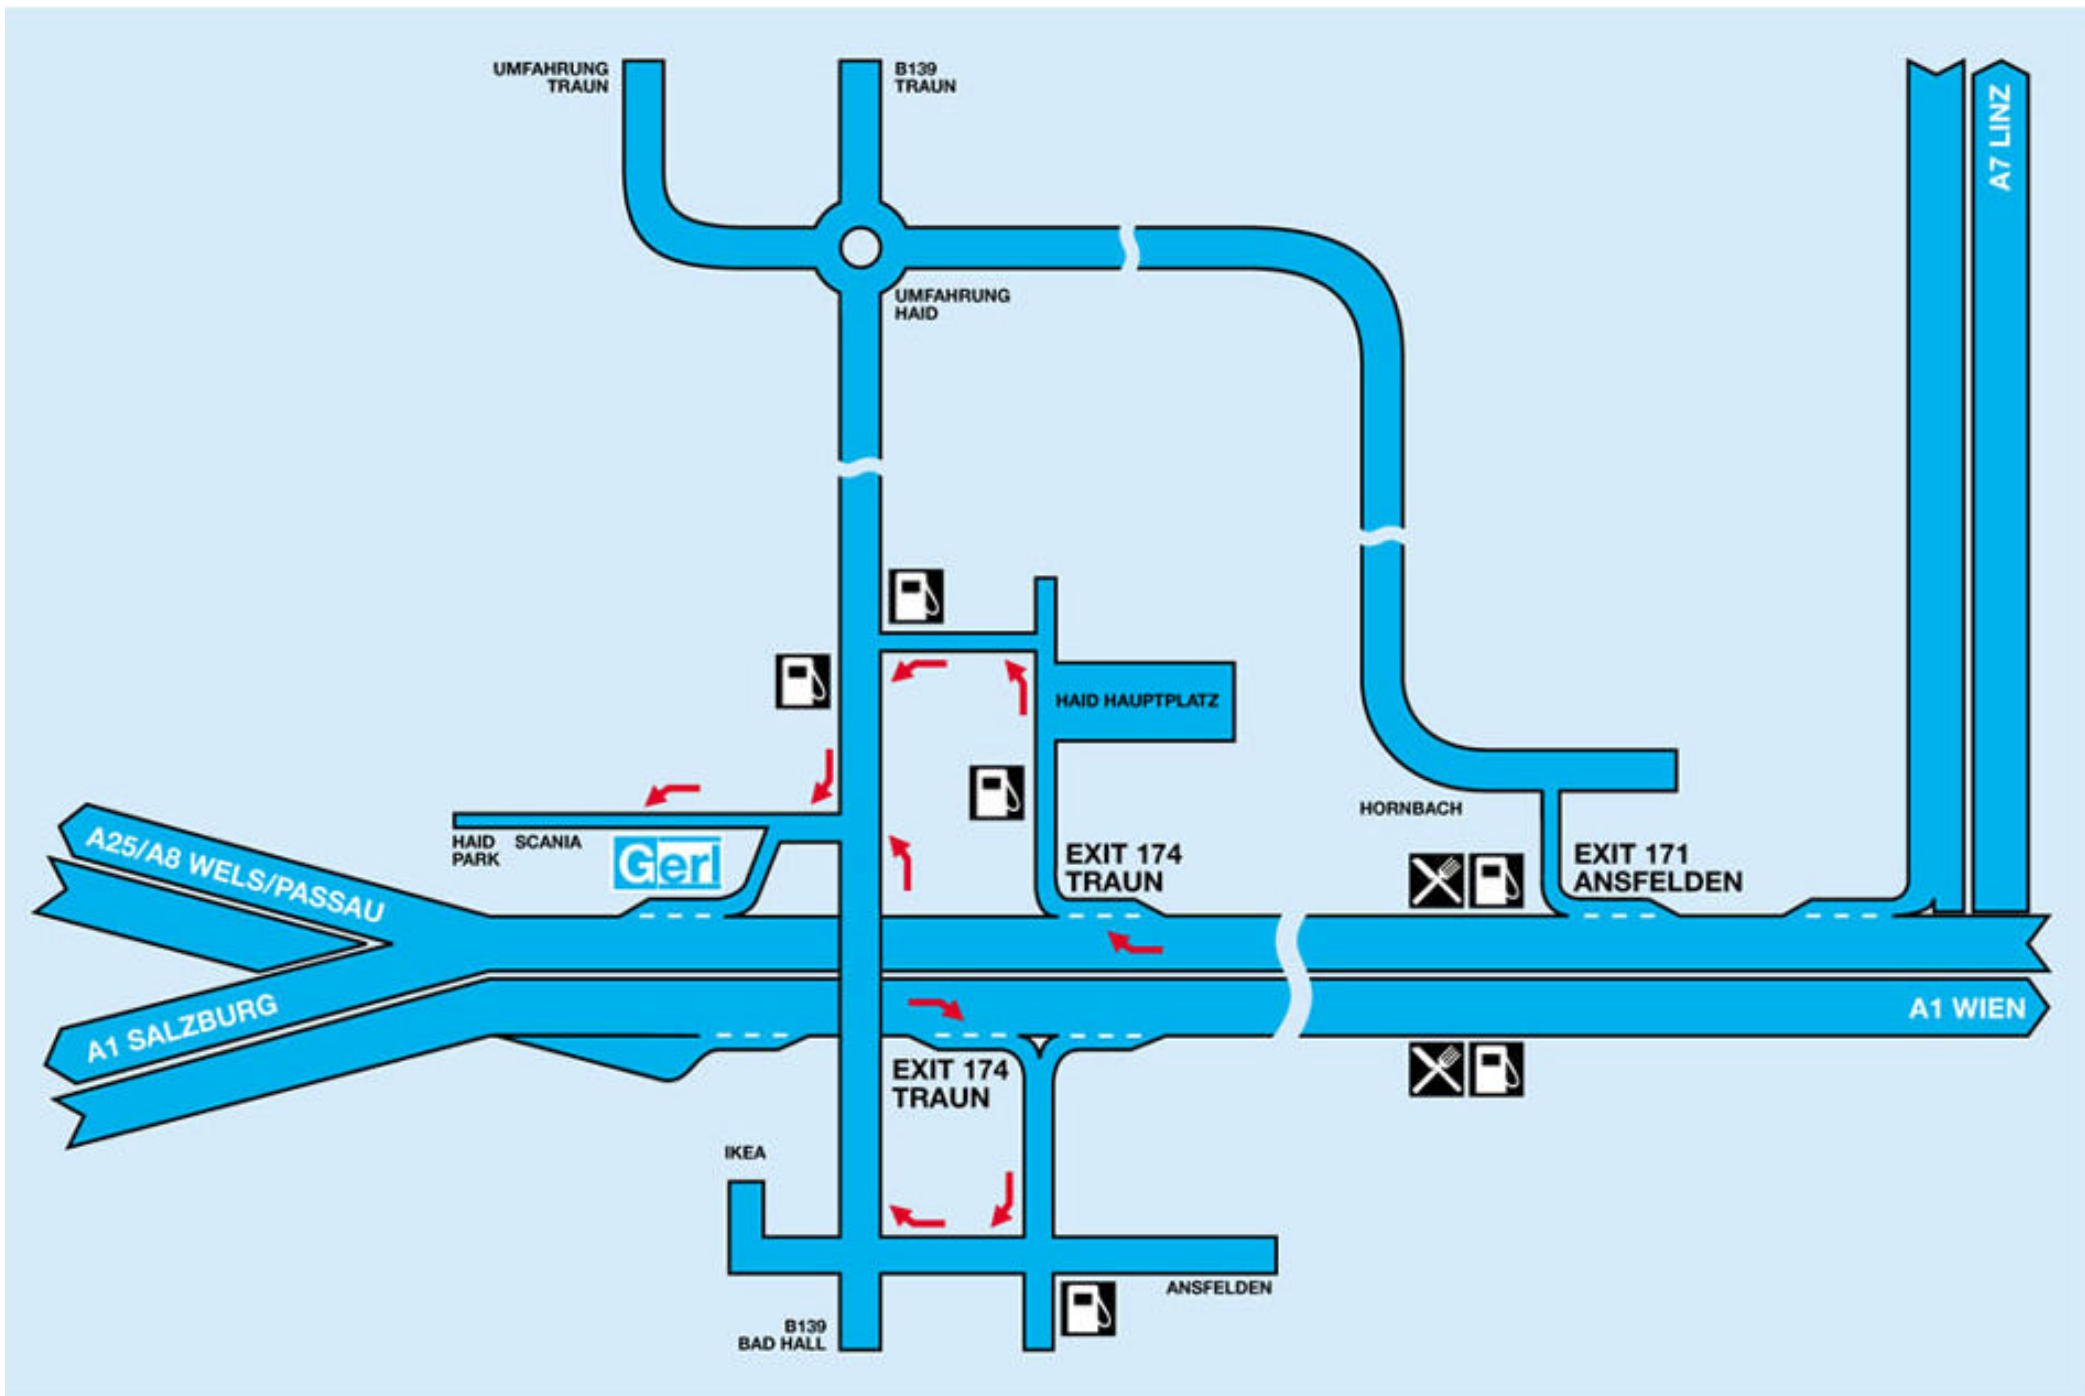 UMFAHRUNG
TRAUN
B139
TRAUN
A7 LINZ
UMFAHRUNG
HAID
HAID HAUPTPLATZ
HORNBACH
HAID
PARK
SCANIA
Gerl
EXIT 174
TRAUN
EXIT 171
ANSFELDEN
A25/A8 WELS/PASSAU
A1 SALZBURG
A1 WIEN
EXIT 174
TRAUN
IKEA
ANSFELDEN
B139
BAD HALL